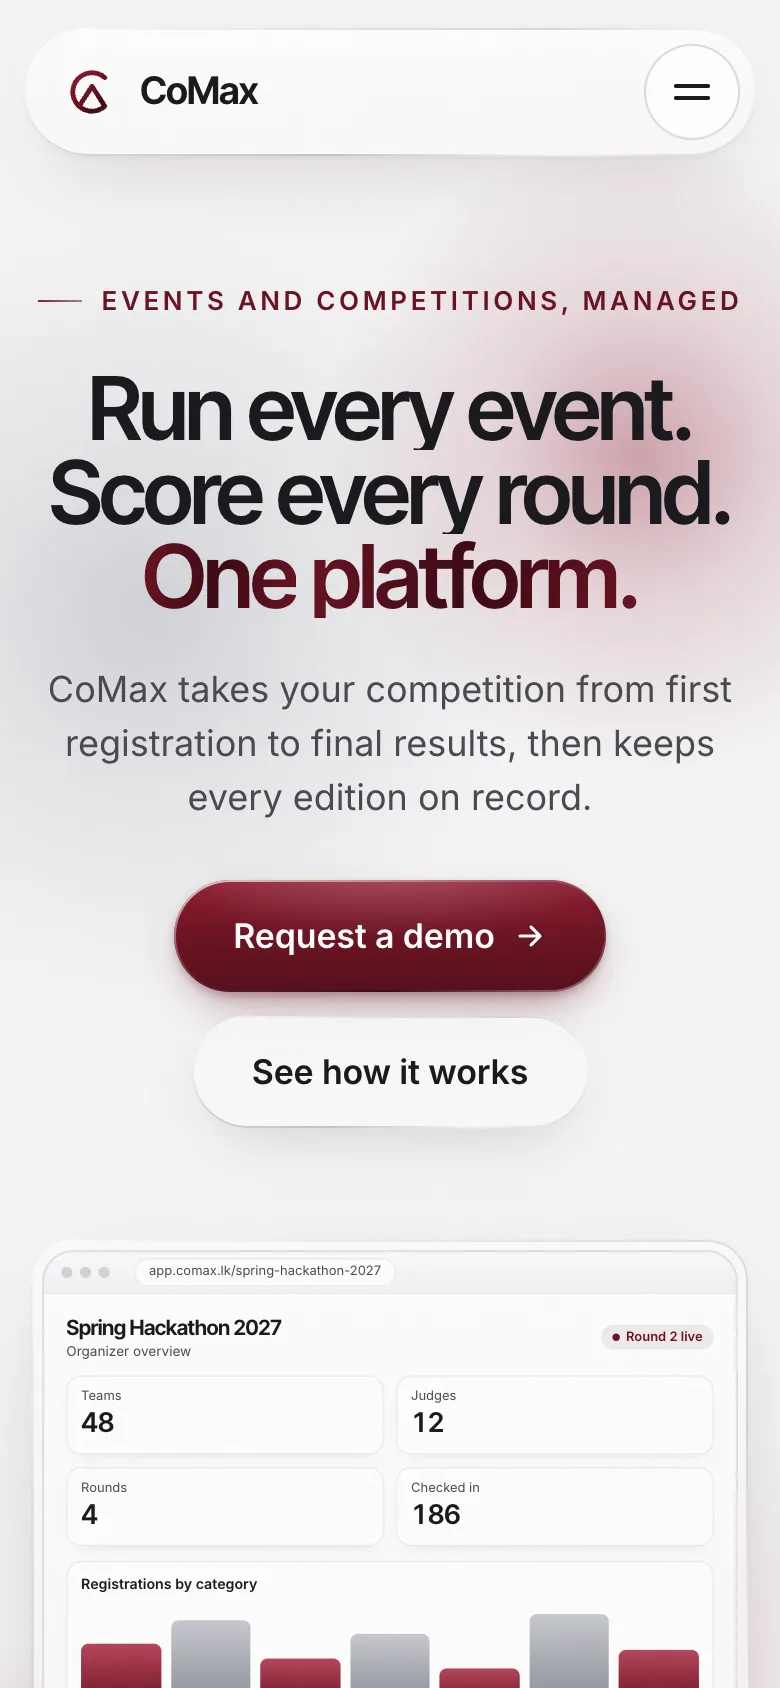 CoMax
EVENTS AND COMPETITIONS, MANAGED
Run every event.
Score every round.
One platform.
CoMax takes your competition from first
registration to final results, then keeps
every edition on record.
Request a demo →
See how it works
app.comax.lk/spring-hackathon-2027
Spring Hackathon 2027
Organizer overview
Round 2 live
Teams
48
Judges
12
Rounds
4
Checked in
186
Registrations by category